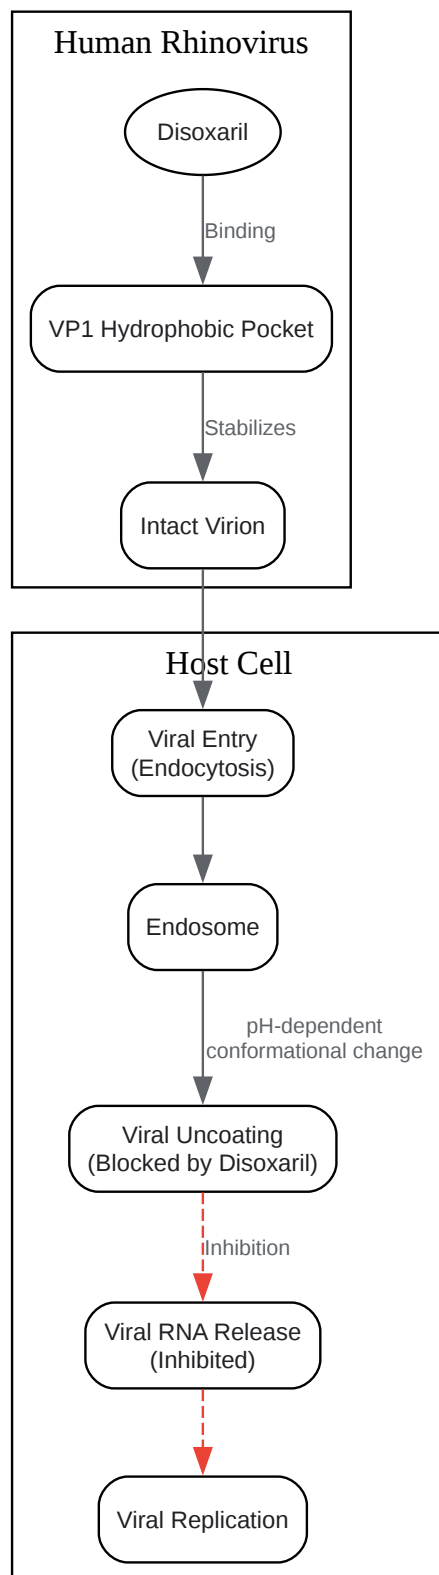 Human Rhinovirus
Disoxaril
Binding
VP1 Hydrophobic Pocket
Stabilizes
Intact Virion
Host Cell
Viral Entry
(Endocytosis)
Endosome
pH-dependent
conformational change
Viral Uncoating
(Blocked by Disoxaril)
Inhibition
Viral RNA Release
(Inhibited)
Viral Replication